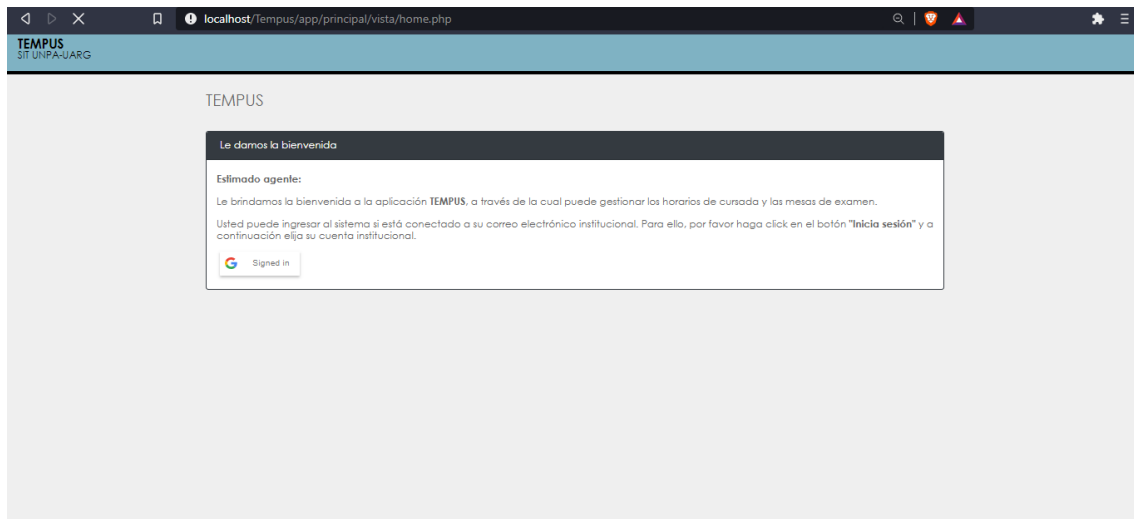 localhost/Tempus/app/principal/vista/home.php
TEMPUS
SIT UNPA-UARG
TEMPUS
Le damos la bienvenida
Estimado agente:
Le brindamos la bienvenida a la aplicación TEMPUS, a través de la cual puede gestionar los horarios de cursada y las mesas de examen.
Usted puede ingresar al sistema si está conectado a su correo electrónico institucional. Para ello, por favor haga click en el botón "Inicia sesión" y a
continuación elija su cuenta institucional.
Signed in